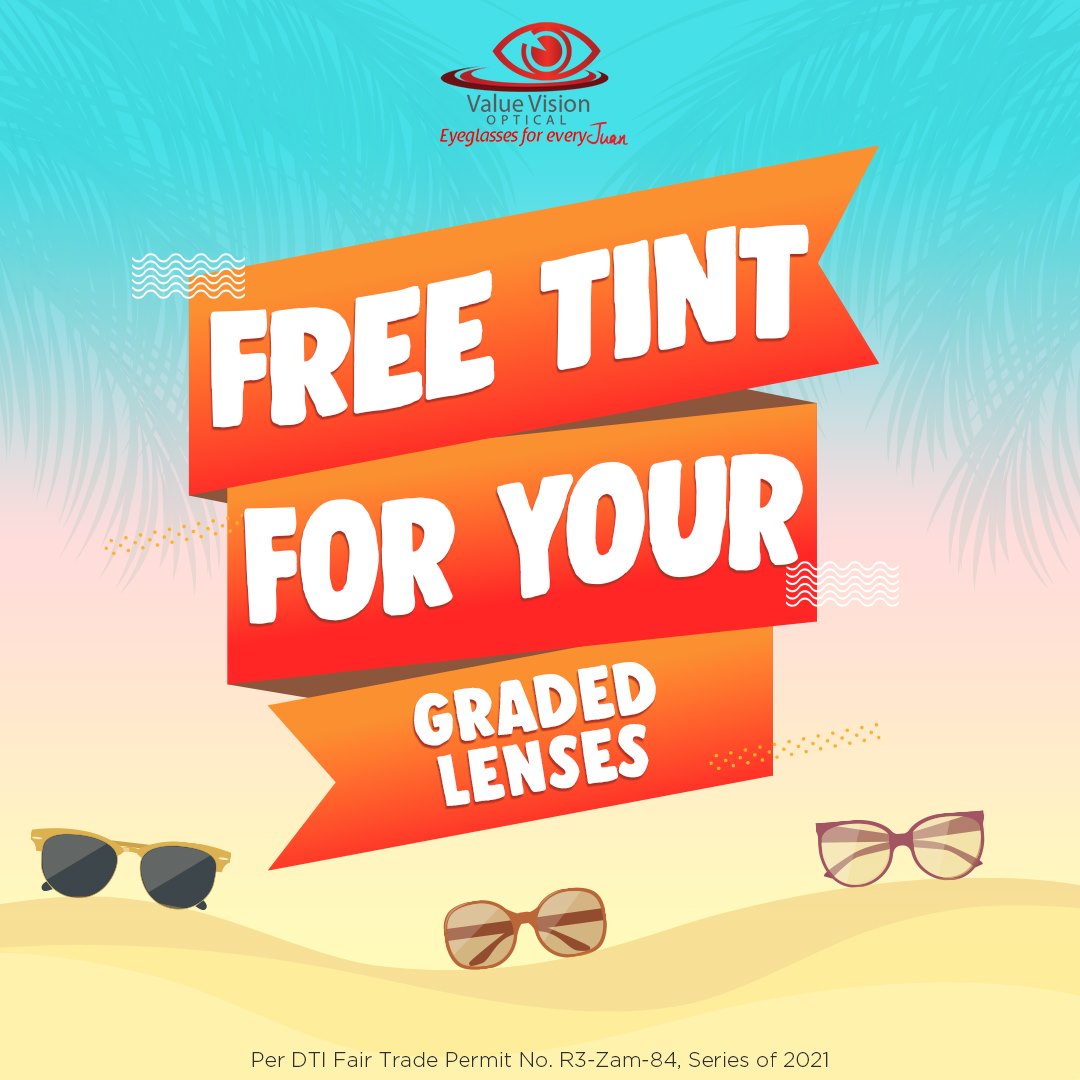 Value Vision
OPTICAL
Eyeglasses for every Juan
FREE TINT
FOR YOUR
GRADED
LENSES
Per DTI Fair Trade Permit No. R3-Zam-84, Series of 2021